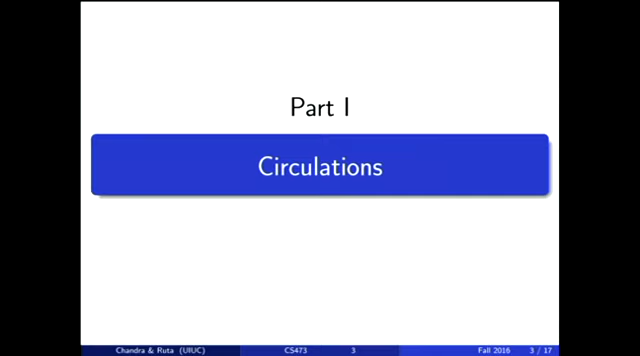 Part I
Circulations
Chandra & Ruta (UIUC) CS473 3 Fall 2016 3 / 17